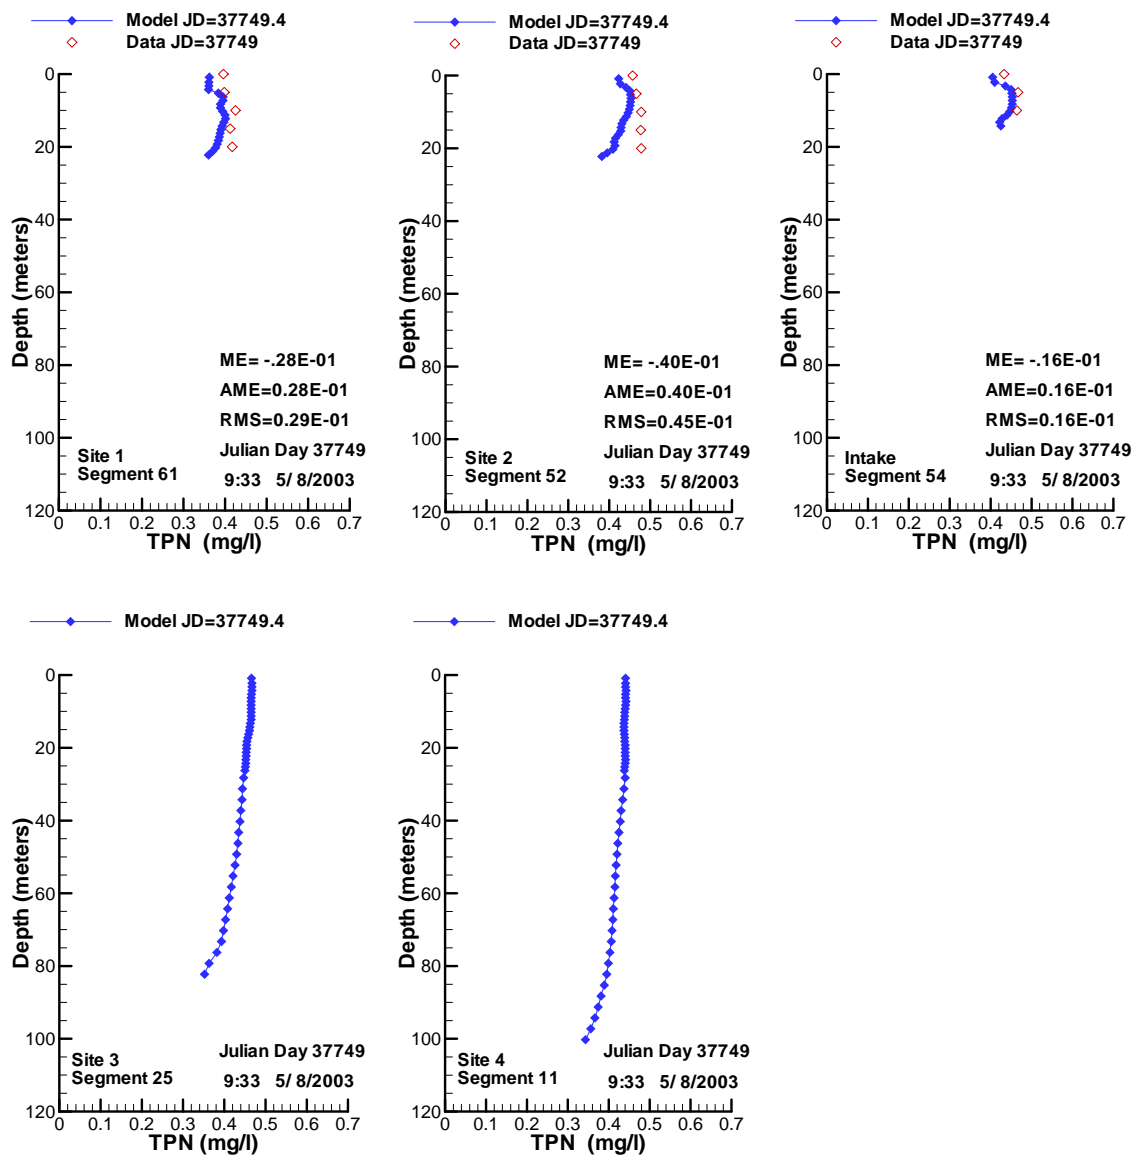 Model JD=37749.4
Data JD=37749
0
20
40
60
80
100
120
Depth (meters)
ME= -.28E-01
AME=0.28E-01
RMS=0.29E-01
Julian Day 37749
9:33 5/ 8/2003
Site 1
Segment 61
0 0.1 0.2 0.3 0.4 0.5 0.6 0.7
TPN (mg/l)
Model JD=37749.4
Data JD=37749
0
20
40
60
80
100
120
Depth (meters)
ME= -.40E-01
AME=0.40E-01
RMS=0.45E-01
Julian Day 37749
9:33 5/ 8/2003
Site 2
Segment 52
0 0.1 0.2 0.3 0.4 0.5 0.6 0.7
TPN (mg/l)
Model JD=37749.4
Data JD=37749
0
20
40
60
80
100
120
Depth (meters)
ME= -.16E-01
AME=0.16E-01
RMS=0.16E-01
Julian Day 37749
9:33 5/ 8/2003
Intake
Segment 54
0 0.1 0.2 0.3 0.4 0.5 0.6 0.7
TPN (mg/l)
Model JD=37749.4
0
20
40
60
80
100
120
Depth (meters)
Julian Day 37749
9:33 5/ 8/2003
Site 3
Segment 25
0 0.1 0.2 0.3 0.4 0.5 0.6 0.7
TPN (mg/l)
Model JD=37749.4
0
20
40
60
80
100
120
Depth (meters)
Julian Day 37749
9:33 5/ 8/2003
Site 4
Segment 11
0 0.1 0.2 0.3 0.4 0.5 0.6 0.7
TPN (mg/l)